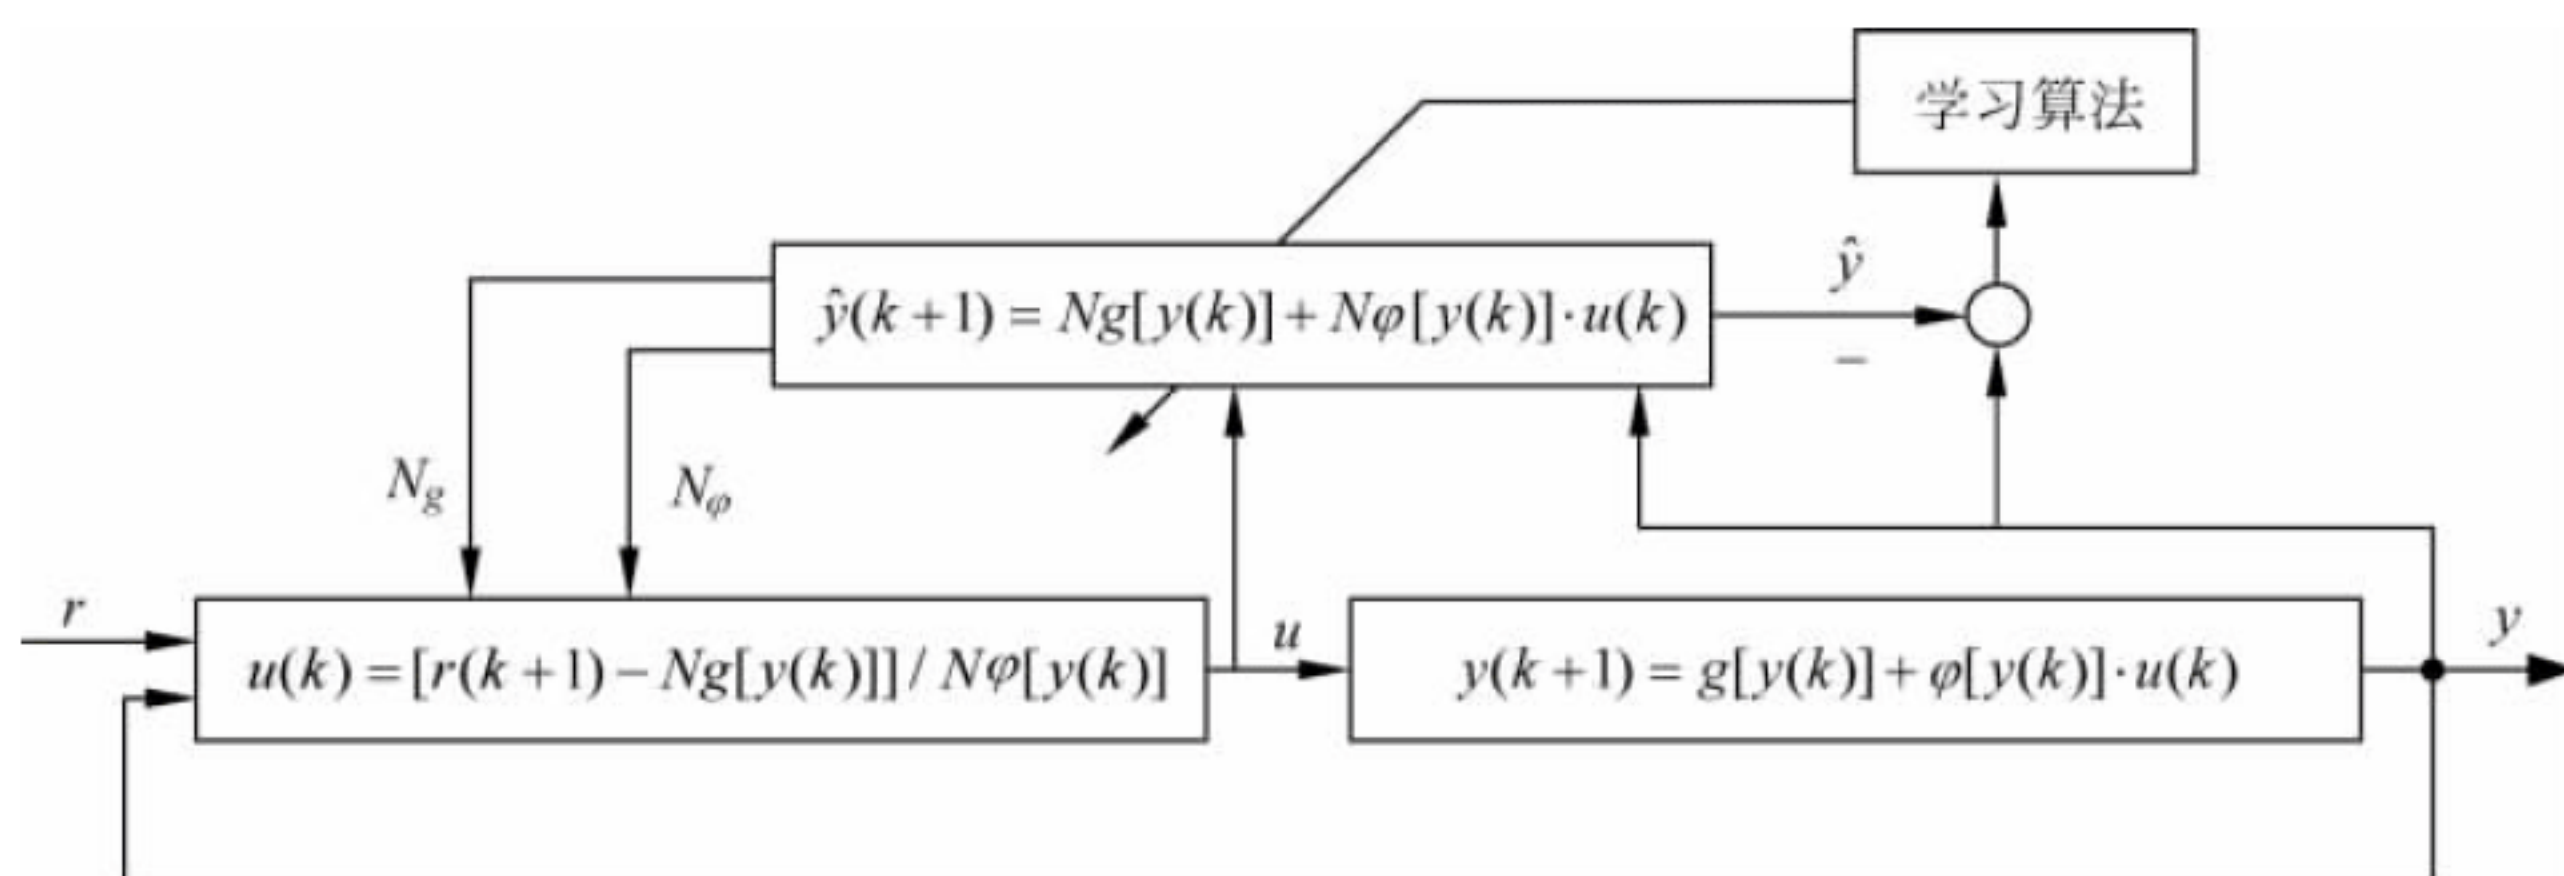 学习算法
ŷ
ŷ(k+1)=Ng[y(k)]+Nφ[y(k)]·u(k)
−
N_g
N_φ
r
u
y
u(k)=[r(k+1)−Ng[y(k)]]/Nφ[y(k)]
y(k+1)=g[y(k)]+φ[y(k)]·u(k)